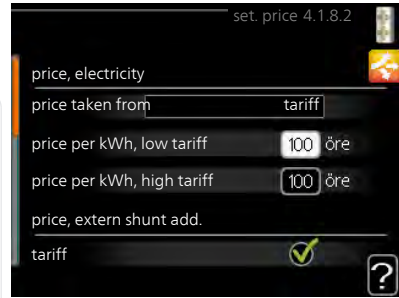 set. price 4.1.8.2
price, electricity
price taken from tariff
price per kWh, low tariff 100 öre
price per kWh, high tariff 100 öre
price, extern shunt add.
tariff
?